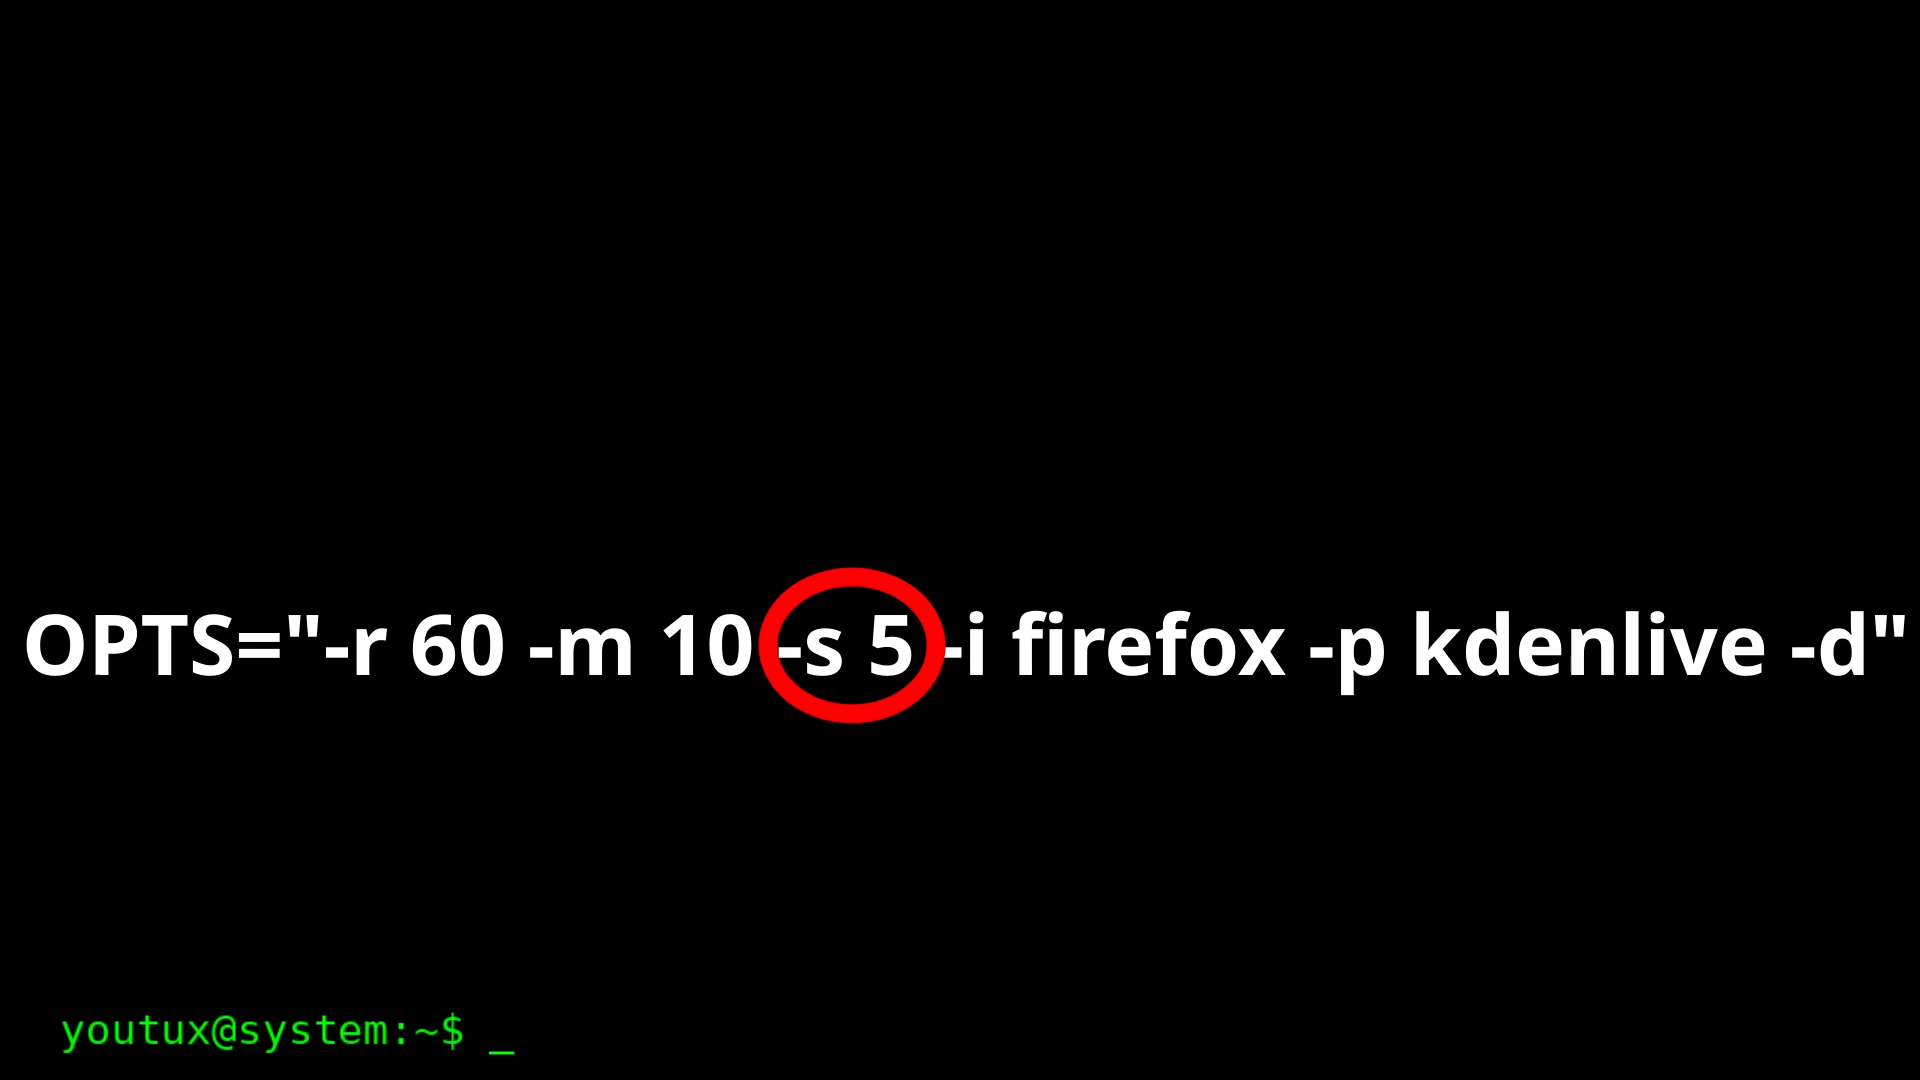 OPTS="-r 60 -m 10 -s 5 -i firefox -p kdenlive -d"
youtux@system:~$ _